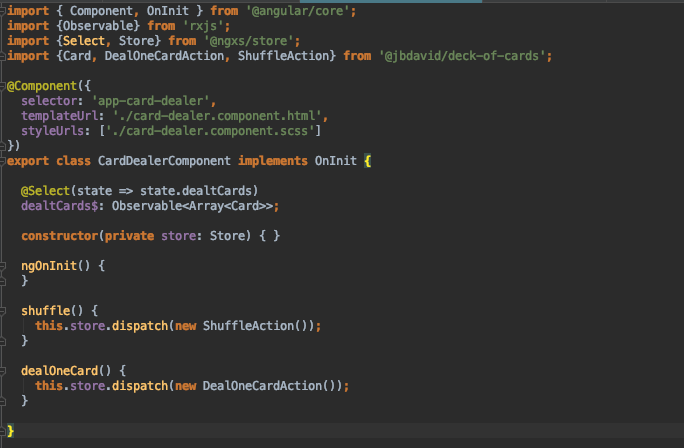 import { Component, OnInit } from '@angular/core';
import {Observable} from 'rxjs';
import {Select, Store} from '@ngxs/store';
import {Card, DealOneCardAction, ShuffleAction} from '@jbdavid/deck-of-cards';
@Component({
  selector: 'app-card-dealer',
  templateUrl: './card-dealer.component.html',
  styleUrls: ['./card-dealer.component.scss']
})
export class CardDealerComponent implements OnInit {
  @Select(state => state.dealtCards)
  dealtCards$: Observable<Array<Card>>;
  constructor(private store: Store) { }
  ngOnInit() {
  }
  shuffle() {
    this.store.dispatch(new ShuffleAction());
  }
  dealOneCard() {
    this.store.dispatch(new DealOneCardAction());
  }
}